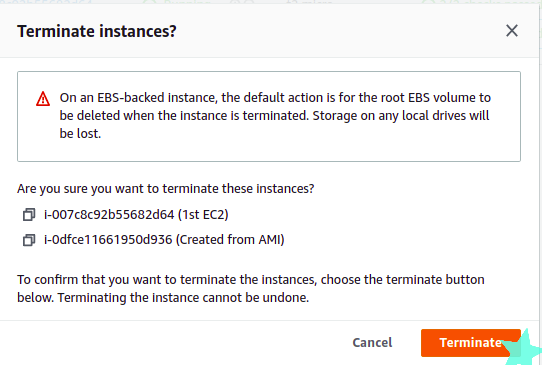 Terminate instances?
On an EBS-backed instance, the default action is for the root EBS volume to
be deleted when the instance is terminated. Storage on any local drives will
be lost.
Are you sure you want to terminate these instances?
i-007c8c92b55682d64 (1st EC2)
i-0dfce11661950d936 (Created from AMI)
To confirm that you want to terminate the instances, choose the terminate button
below. Terminating the instance cannot be undone.
Cancel Terminate